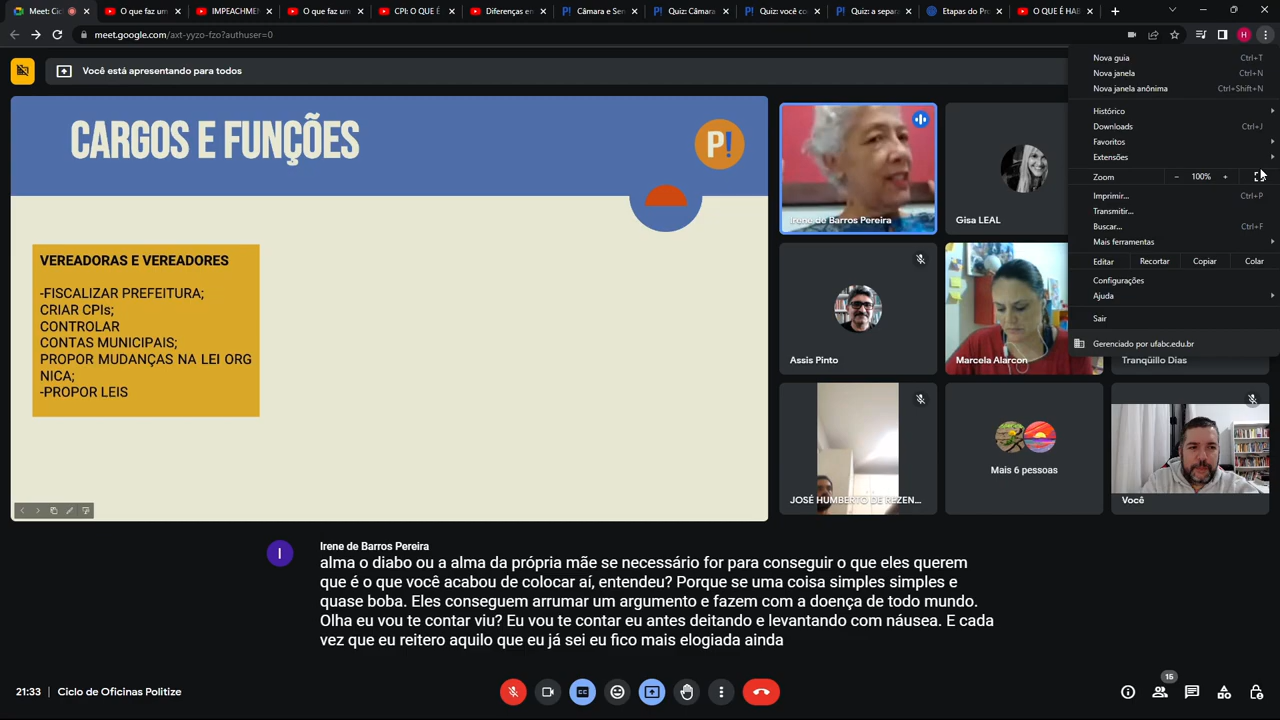 Meet: Cic
O que faz um
IMPEACHMEN
O que faz um
CPI: O QUE É
Diferenças en
Câmara e Sen
Quiz: Câmara
Quiz: você co
Quiz: a separa
Etapas do Pro
O QUE É HAB
meet.google.com/axt-yyzo-fzo?authuser=0
H
Você está apresentando para todos
CARGOS E FUNÇÕES
P!
VEREADORAS E VEREADORES
-FISCALIZAR PREFEITURA;
CRIAR CPIs;
CONTROLAR
CONTAS MUNICIPAIS;
PROPOR MUDANÇAS NA LEI ORG
NICA;
-PROPOR LEIS
Irene de Barros Pereira
Gisa LEAL
Assis Pinto
Marcela Alarcon
Tranqüillo Dias
JOSÉ HUMBERTO DE REZEN...
Mais 6 pessoas
Você
Nova guia Ctrl+T
Nova janela Ctrl+N
Nova janela anônima Ctrl+Shift+N
Histórico
Downloads Ctrl+J
Favoritos
Extensões
Zoom − 100% +
Imprimir... Ctrl+P
Transmitir...
Buscar... Ctrl+F
Mais ferramentas
Editar Recortar Copiar Colar
Configurações
Ajuda
Sair
Gerenciado por ufabc.edu.br
I
Irene de Barros Pereira
alma o diabo ou a alma da própria mãe se necessário for para conseguir o que eles querem
que é o que você acabou de colocar aí, entendeu? Porque se uma coisa simples simples e
quase boba. Eles conseguem arrumar um argumento e fazem com a doença de todo mundo.
Olha eu vou te contar viu? Eu vou te contar eu antes deitando e levantando com náusea. E cada
vez que eu reitero aquilo que eu já sei eu fico mais elogiada ainda
21:33 | Ciclo de Oficinas Politize
CC
15